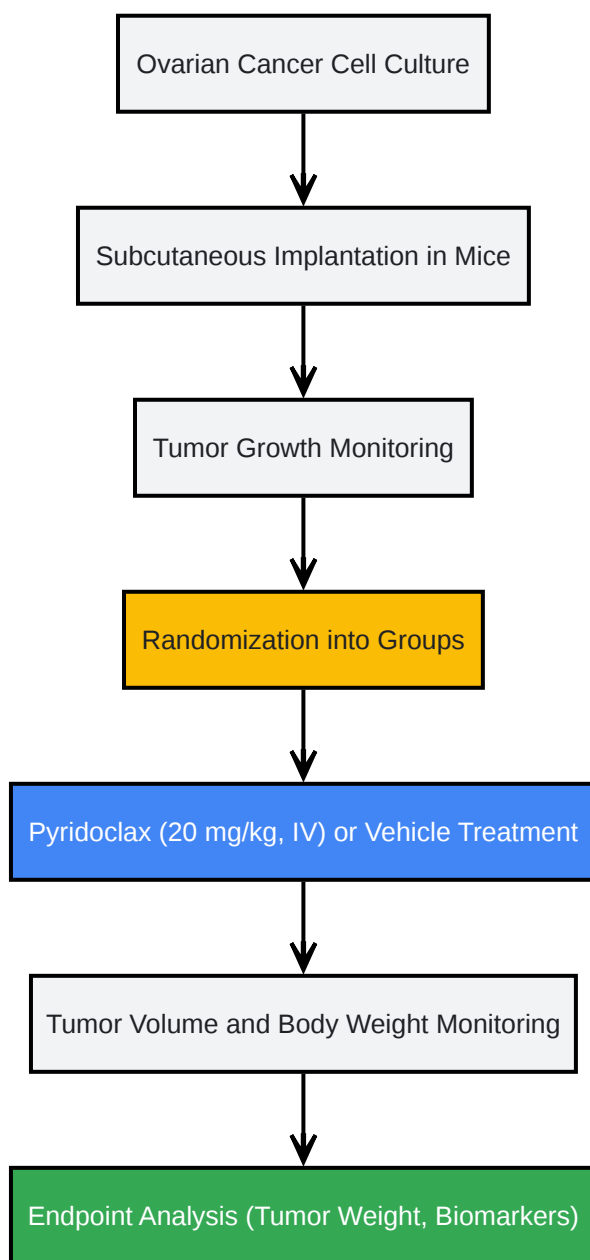 Ovarian Cancer Cell Culture
Subcutaneous Implantation in Mice
Tumor Growth Monitoring
Randomization into Groups
Pyridoclax (20 mg/kg, IV) or Vehicle Treatment
Tumor Volume and Body Weight Monitoring
Endpoint Analysis (Tumor Weight, Biomarkers)